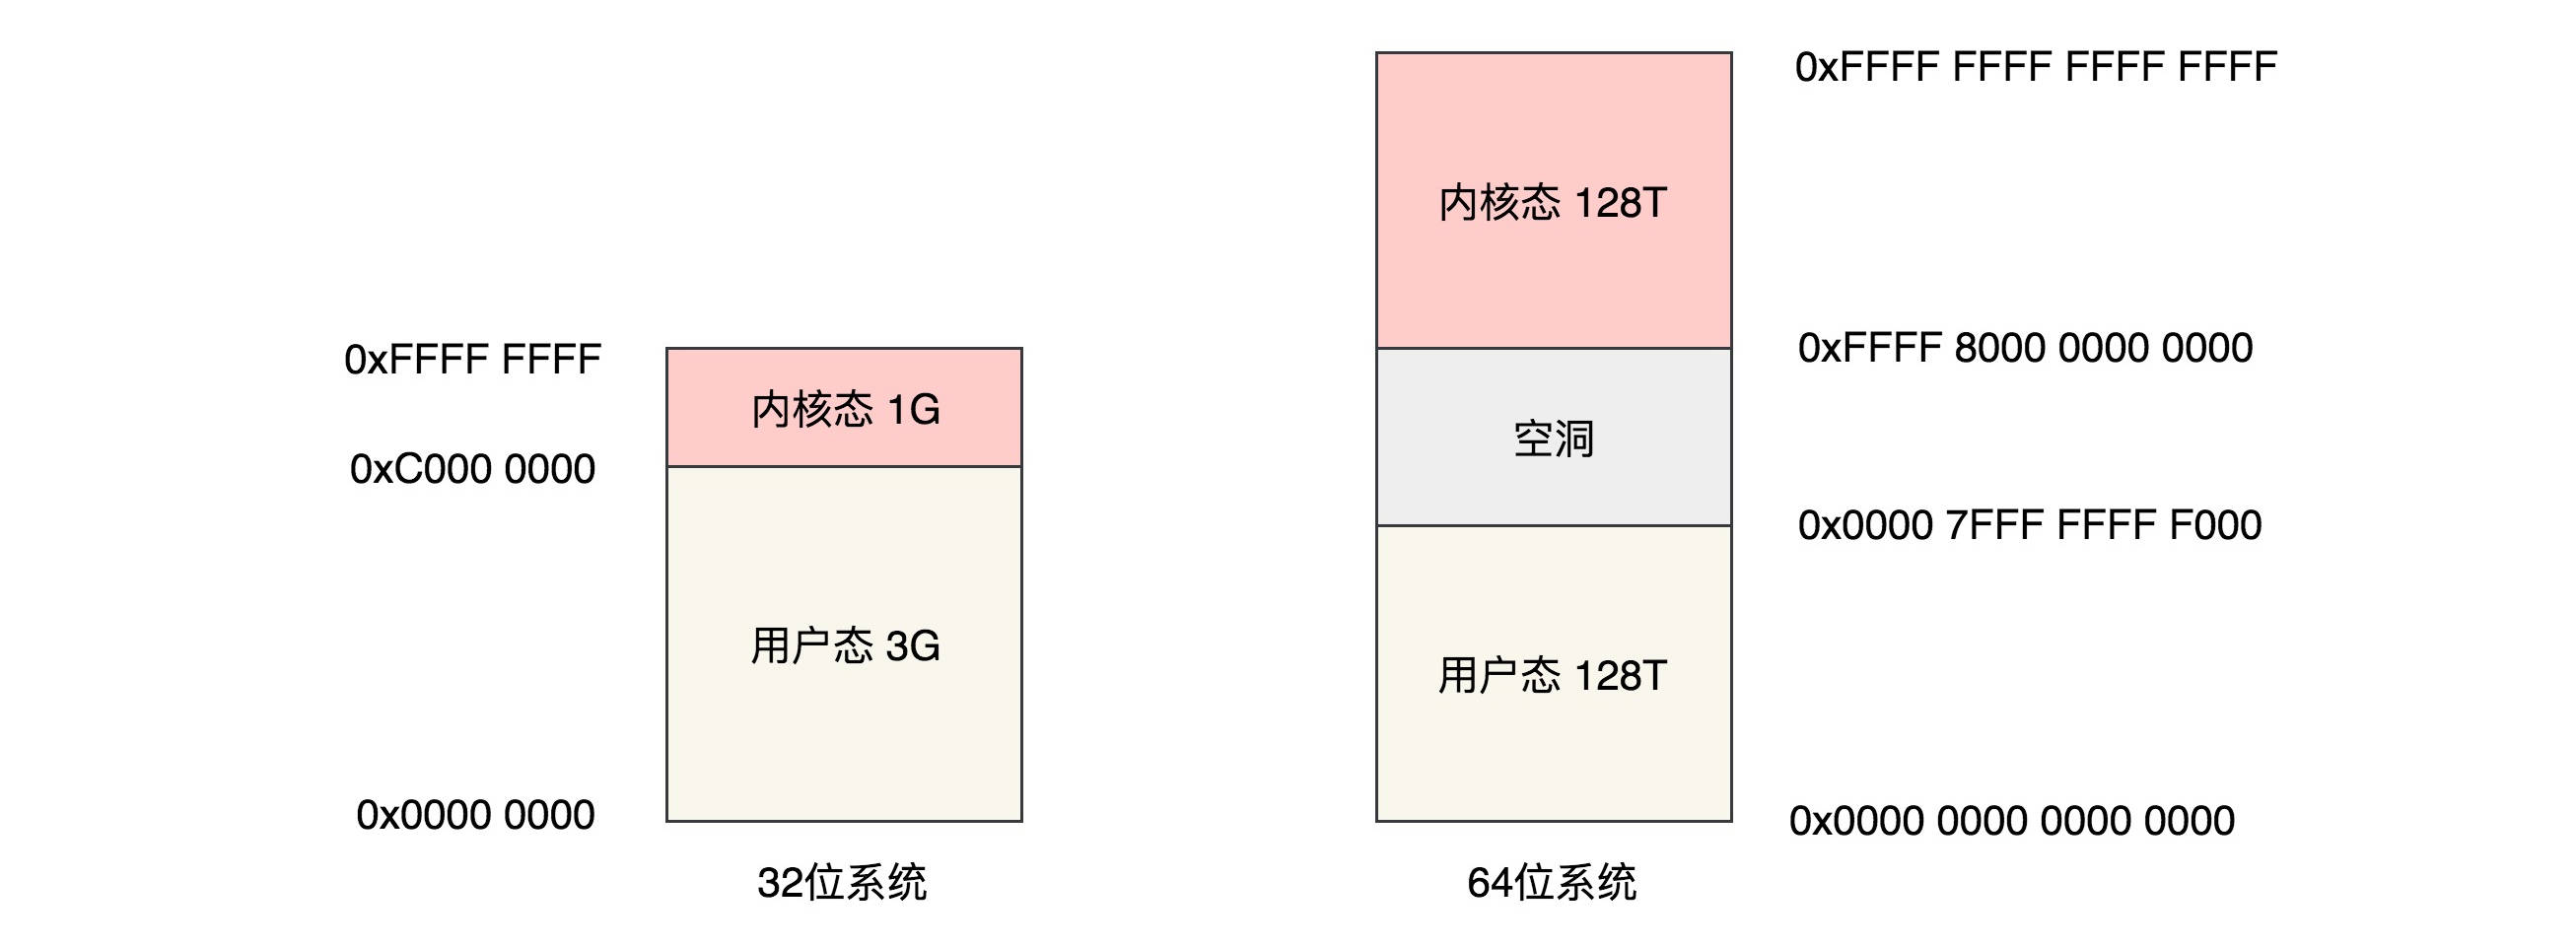 0xFFFF FFFF
内核态 1G
0xC000 0000
用户态 3G
0x0000 0000
32位系统
0xFFFF FFFF FFFF FFFF
内核态 128T
0xFFFF 8000 0000 0000
空洞
0x0000 7FFF FFFF F000
用户态 128T
0x0000 0000 0000 0000
64位系统